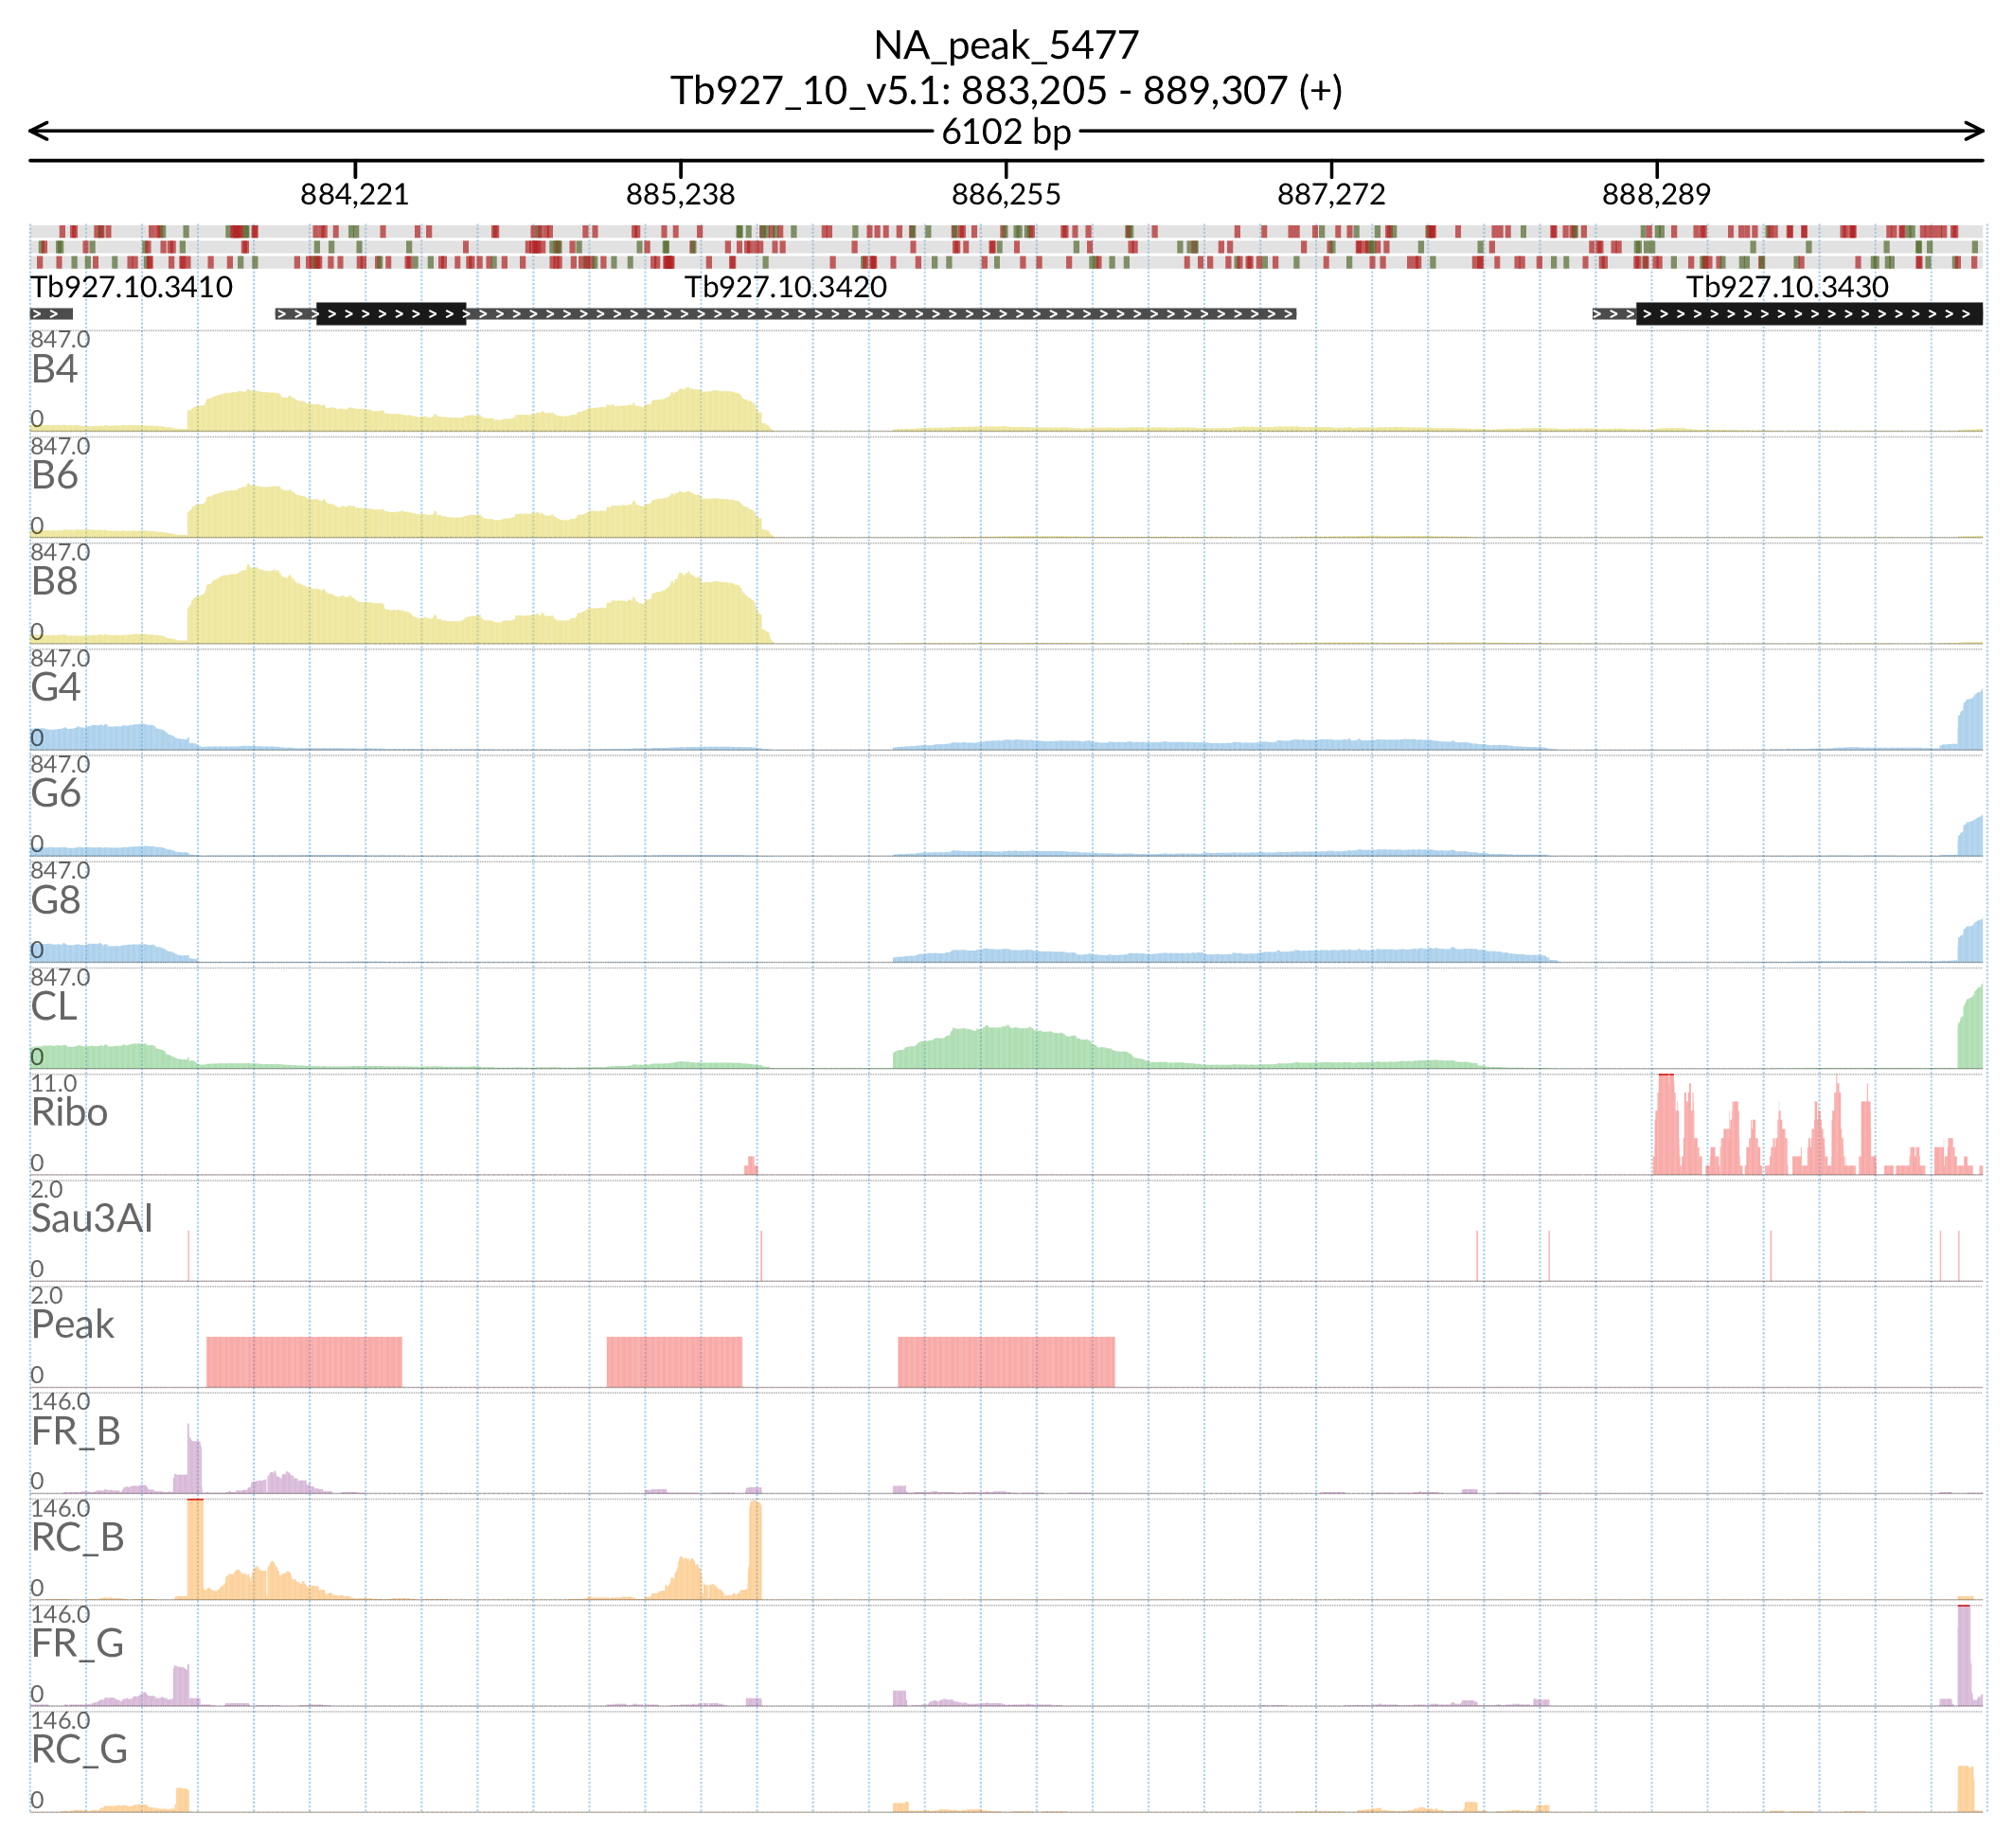 NA_peak_5477
Tb927_10_v5.1: 883,205 - 889,307 (+)
6102 bp
884,221 885,238 886,255 887,272 888,289
Tb927.10.3410 Tb927.10.3420 Tb927.10.3430
847.0
B4
0
847.0
B6
0
847.0
B8
0
847.0
G4
0
847.0
G6
0
847.0
G8
0
847.0
CL
0
11.0
Ribo
0
2.0
Sau3AI
0
2.0
Peak
0
146.0
FR_B
0
146.0
RC_B
0
146.0
FR_G
0
146.0
RC_G
0